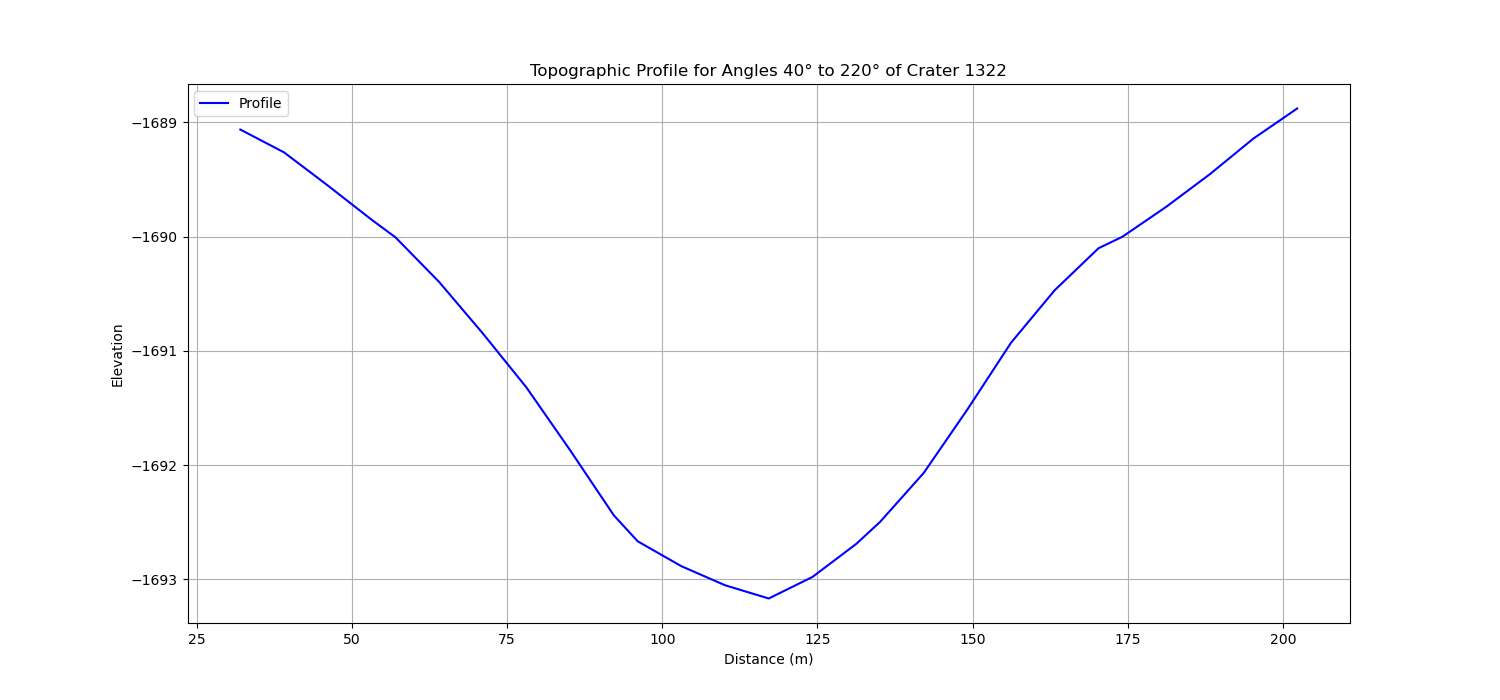 Topographic Profile for Angles 40° to 220° of Crater 1322
Profile
−1689
−1690
−1691
−1692
−1693
Elevation
25 50 75 100 125 150 175 200
Distance (m)